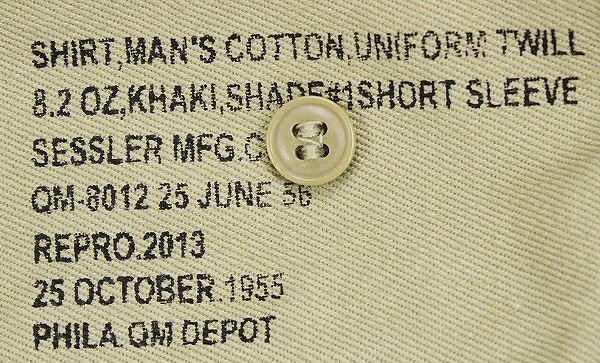 SHIRT,MAN'S COTTON,UNIFORM TWILL
8.2 OZ,KHAKI,SHADE#1SHORT SLEEVE
SESSLER MFG.C
QM-8012 25 JUNE 56
REPRO.2013
25 OCTOBER.1955
PHILA.QM DEPOT